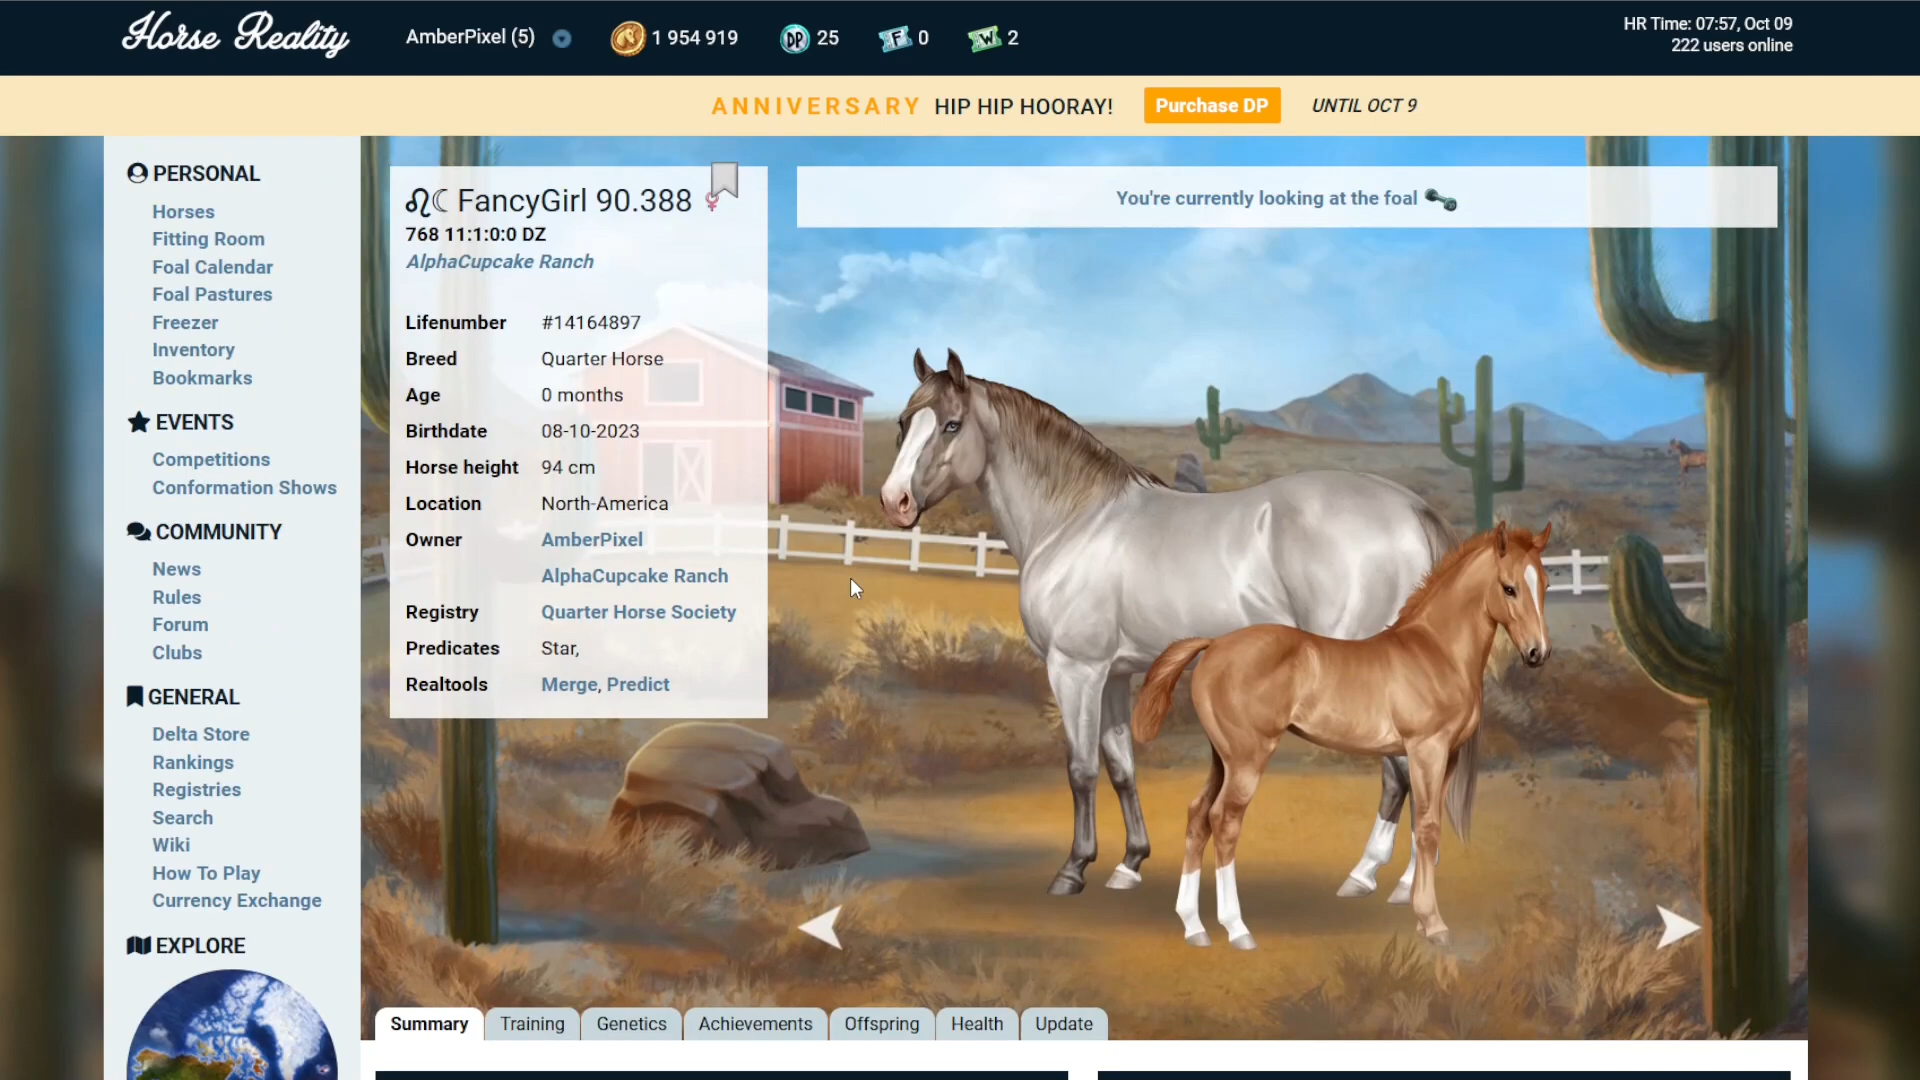 Horse Reality
AmberPixel (5)
1 954 919
DP 25
F 0
W 2
HR Time: 07:57, Oct 09
222 users online
ANNIVERSARY HIP HIP HOORAY! Purchase DP UNTIL OCT 9
PERSONAL
Horses
Fitting Room
Foal Calendar
Foal Pastures
Freezer
Inventory
Bookmarks
EVENTS
Competitions
Conformation Shows
COMMUNITY
News
Rules
Forum
Clubs
GENERAL
Delta Store
Rankings
Registries
Search
Wiki
How To Play
Currency Exchange
EXPLORE
♌☾ FancyGirl 90.388 ♀
768 11:1:0:0 DZ
AlphaCupcake Ranch
Lifenumber #14164897
Breed Quarter Horse
Age 0 months
Birthdate 08-10-2023
Horse height 94 cm
Location North-America
Owner AmberPixel
AlphaCupcake Ranch
Registry Quarter Horse Society
Predicates Star,
Realtools Merge, Predict
You're currently looking at the foal
Summary Training Genetics Achievements Offspring Health Update